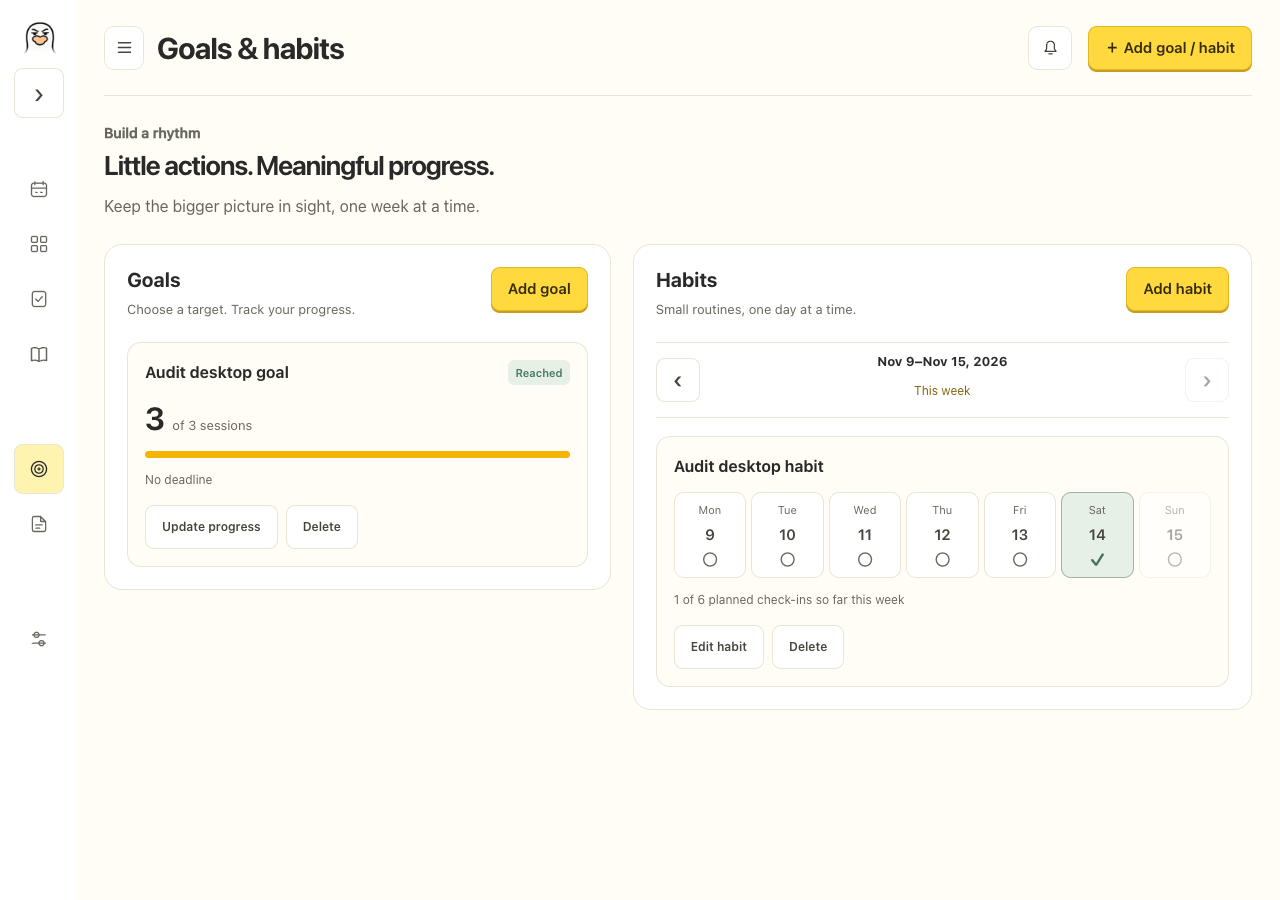 Goals & habits
+ Add goal / habit
Build a rhythm
Little actions. Meaningful progress.
Keep the bigger picture in sight, one week at a time.
Goals
Choose a target. Track your progress.
Add goal
Audit desktop goal
Reached
3 of 3 sessions
No deadline
Update progress
Delete
Habits
Small routines, one day at a time.
Add habit
Nov 9–Nov 15, 2026
This week
Audit desktop habit
Mon Tue Wed Thu Fri Sat Sun
9 10 11 12 13 14 15
1 of 6 planned check-ins so far this week
Edit habit
Delete